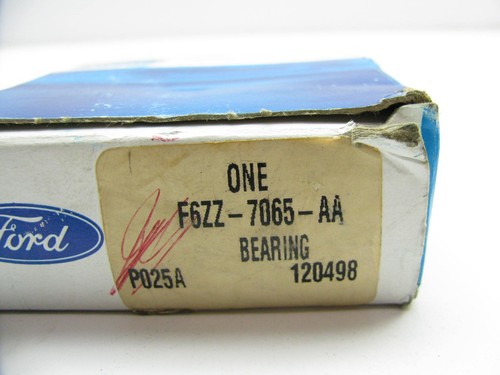 ONE
F6ZZ-7065-AA
BEARING
P025A 120498
Ford